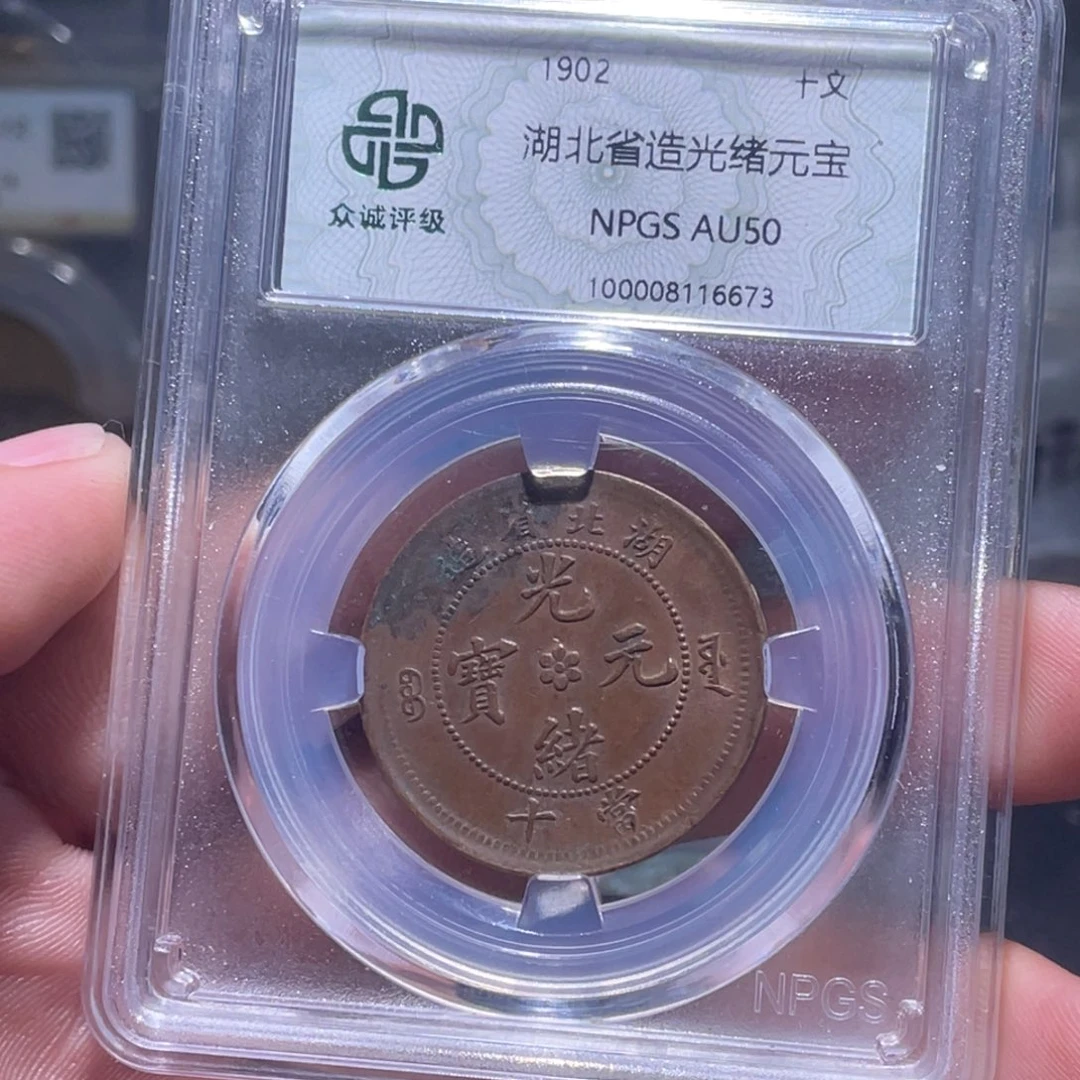 1902 十文
湖北省造光绪元宝
NPGS AU50
100008116673
众诚评级
湖北省造
光緒元寶
當十
NPGS